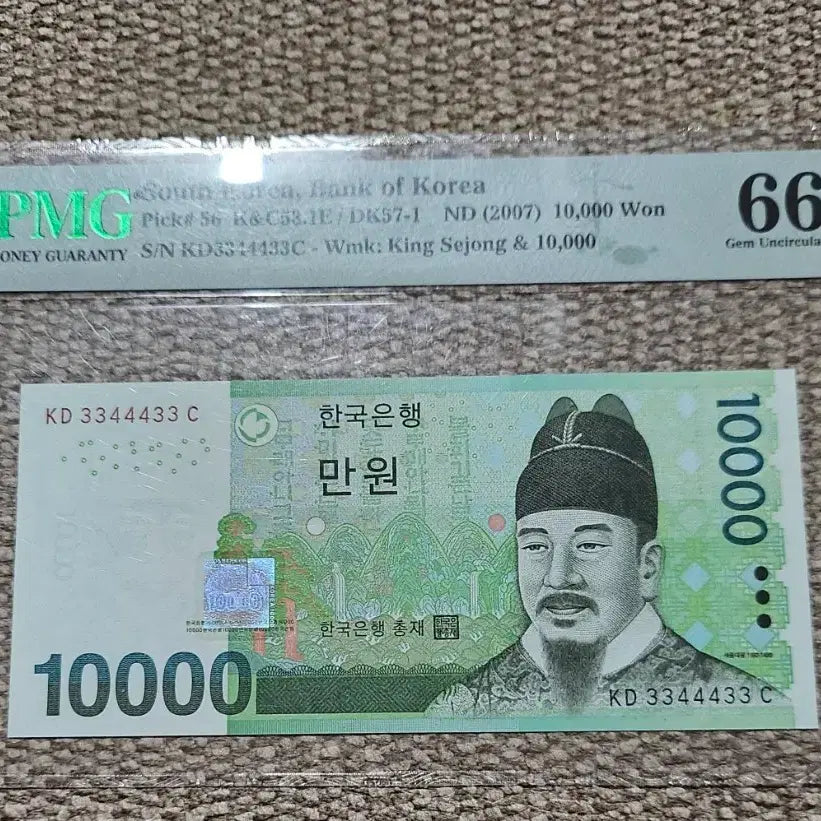 PMG
South Korea, Bank of Korea
Pick# 56 K&C53.1E / DK57-1 ND (2007) 10,000 Won
S/N KD3344433C - Wmk: King Sejong & 10,000
ONEY GUARANTY
66
Gem Uncircula
KD 3344433 C
한국은행
만원
10000
한국은행 총재
10000
KD 3344433 C